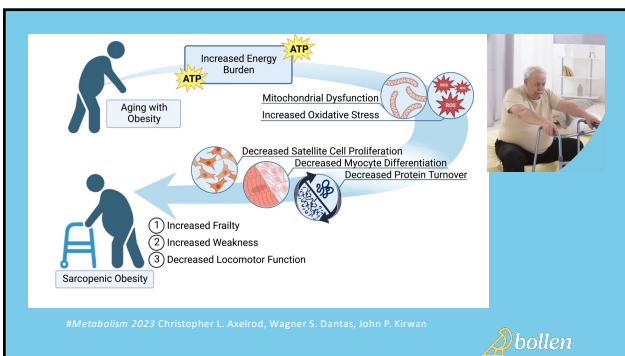 ATP
Increased Energy
Burden
ATP
Aging with
Obesity
Mitochondrial Dysfunction
Increased Oxidative Stress
ROS
ROS
ROS
ROS
Decreased Satellite Cell Proliferation
Decreased Myocyte Differentiation
Decreased Protein Turnover
1 Increased Frailty
2 Increased Weakness
3 Decreased Locomotor Function
Sarcopenic Obesity
#Metabolism 2023 Christopher L. Axelrod, Wagner S. Dantas, John P. Kirwan
bollen